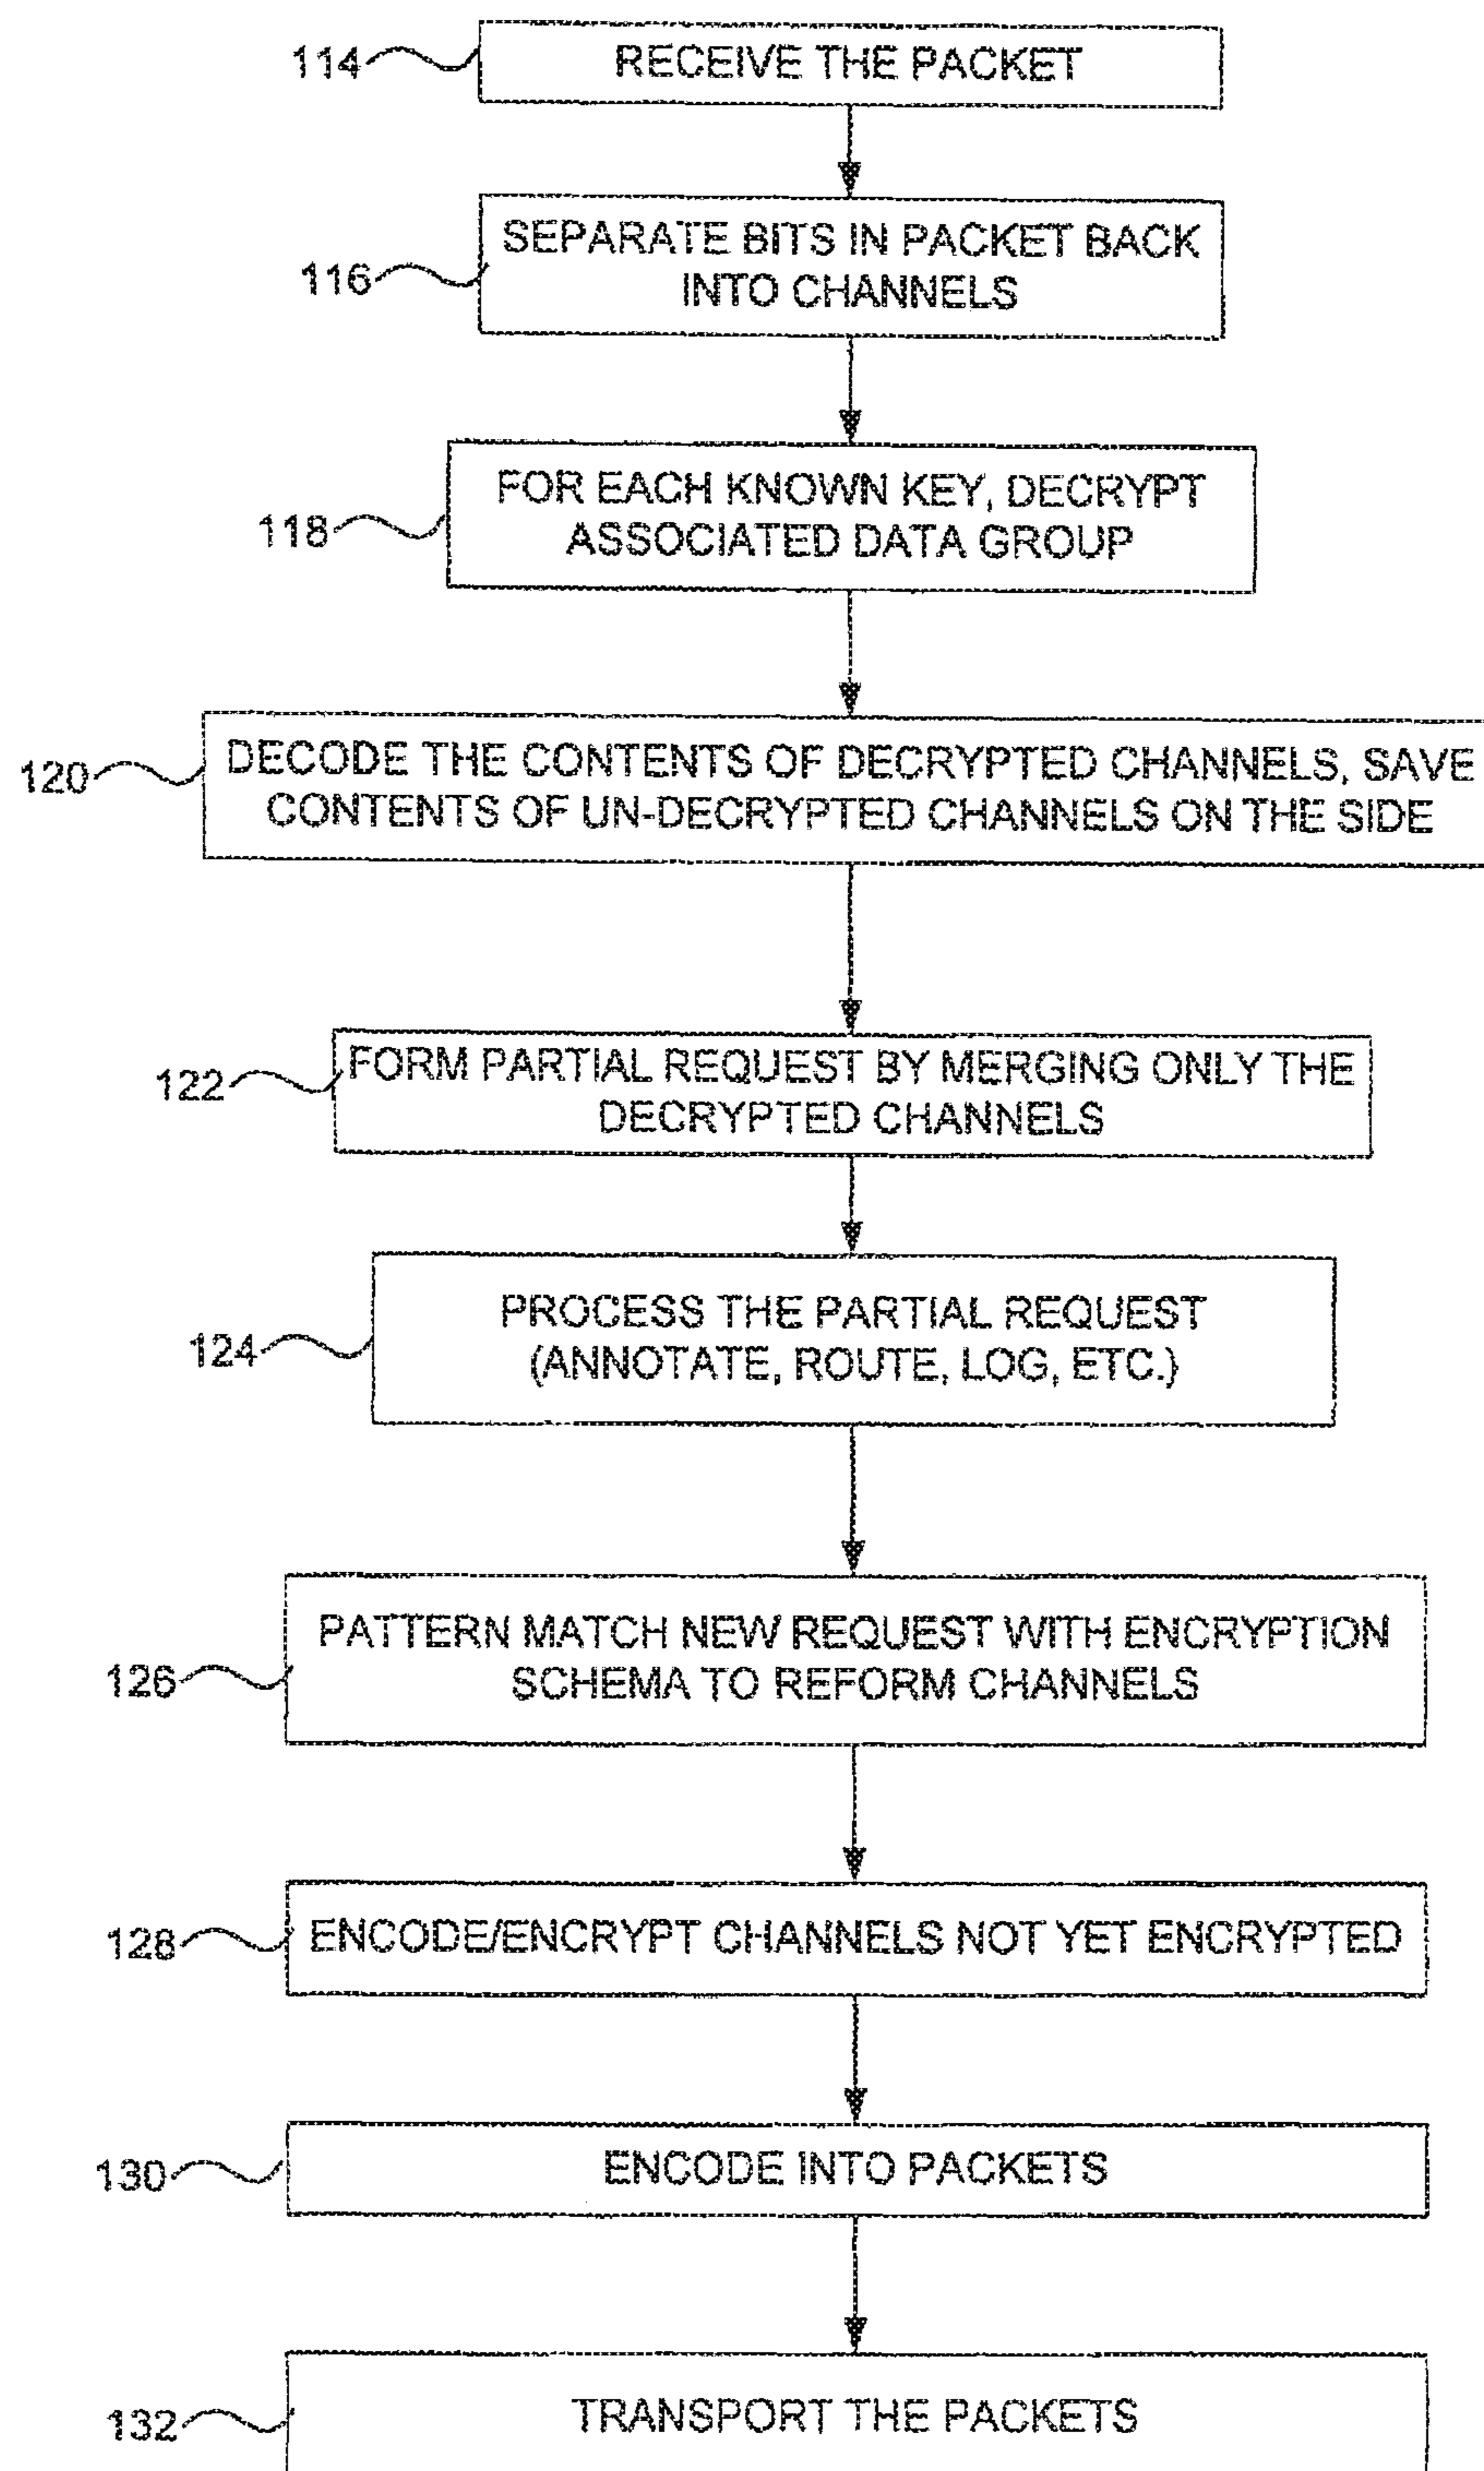 114
RECEIVE THE PACKET
116
SEPARATE BITS IN PACKET BACK
INTO CHANNELS
118
FOR EACH KNOWN KEY, DECRYPT
ASSOCIATED DATA GROUP
120
DECODE THE CONTENTS OF DECRYPTED CHANNELS, SAVE
CONTENTS OF UN-DECRYPTED CHANNELS ON THE SIDE
122
FORM PARTIAL REQUEST BY MERGING ONLY THE
DECRYPTED CHANNELS
124
PROCESS THE PARTIAL REQUEST
(ANNOTATE, ROUTE, LOG, ETC.)
126
PATTERN MATCH NEW REQUEST WITH ENCRYPTION
SCHEMA TO REFORM CHANNELS
128
ENCODE/ENCRYPT CHANNELS NOT YET ENCRYPTED
130
ENCODE INTO PACKETS
132
TRANSPORT THE PACKETS